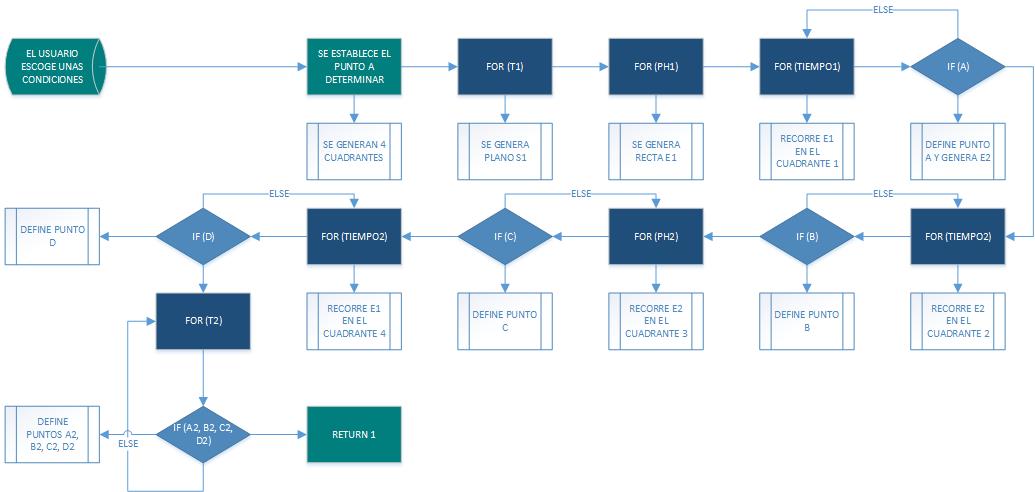 ELSE
EL USUARIO
ESCOGE UNAS
CONDICIONES
SE ESTABLECE EL
PUNTO A
DETERMINAR
FOR (T1)
FOR (PH1)
FOR (TIEMPO1)
IF (A)
SE GENERAN 4
CUADRANTES
SE GENERA
PLANO S1
SE GENERA
RECTA E1
RECORRE E1
EN EL
CUADRANTE 1
DEFINE PUNTO
A Y GENERA E2
ELSE
ELSE
ELSE
DEFINE PUNTO
D
IF (D)
FOR (TIEMPO2)
IF (C)
FOR (PH2)
IF (B)
FOR (TIEMPO2)
FOR (T2)
RECORRE E1
EN EL
CUADRANTE 4
DEFINE PUNTO
C
RECORRE E2
EN EL
CUADRANTE 3
DEFINE PUNTO
B
RECORRE E2
EN EL
CUADRANTE 2
DEFINE
PUNTOS A2,
B2, C2, D2
ELSE
IF (A2, B2, C2,
D2)
RETURN 1